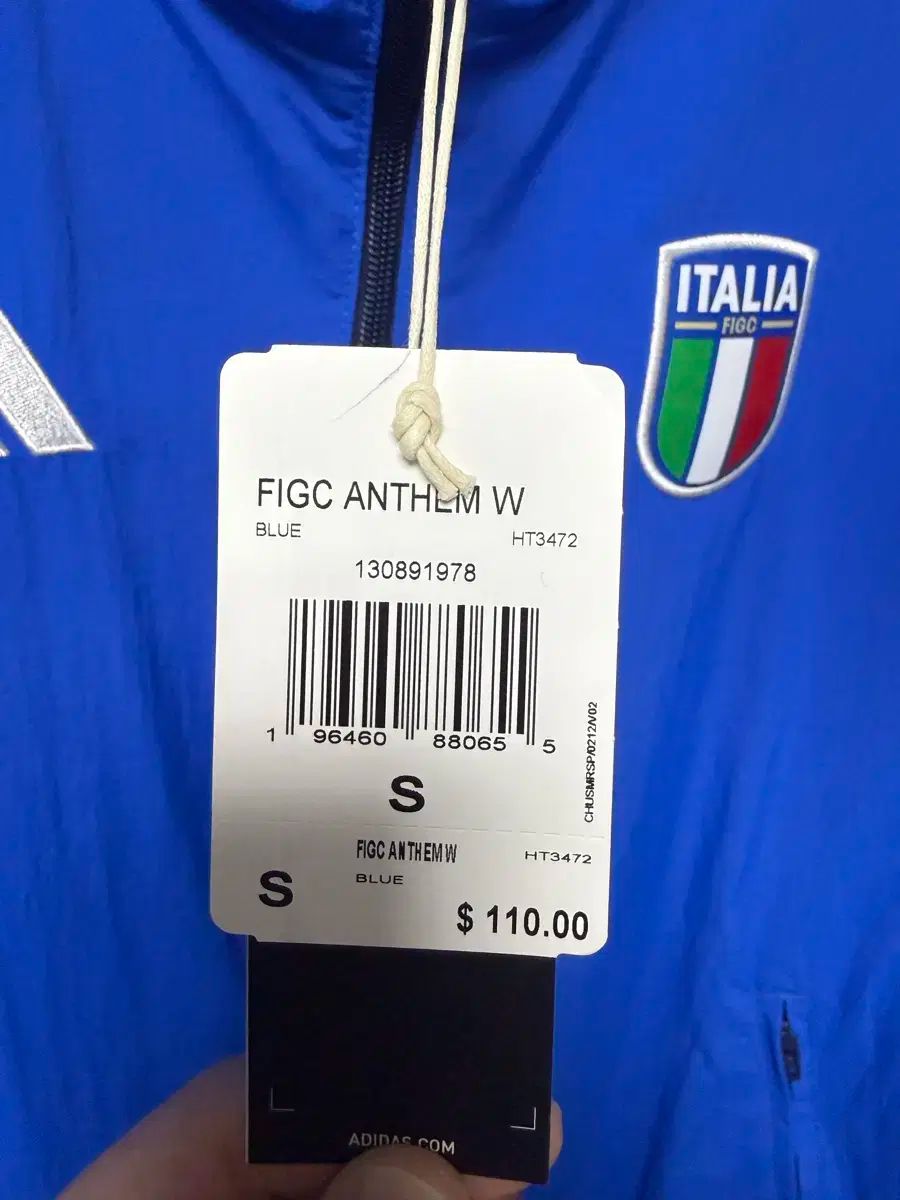 ITALIA
FIGC
FIGC ANTHEM W
BLUE
HT3472
130891978
1 96460 88065 5
CHUSMRSP/0212/V02
S
FIGC ANTHEM W
HT3472
S
BLUE
$ 110.00
ADIDAS.COM